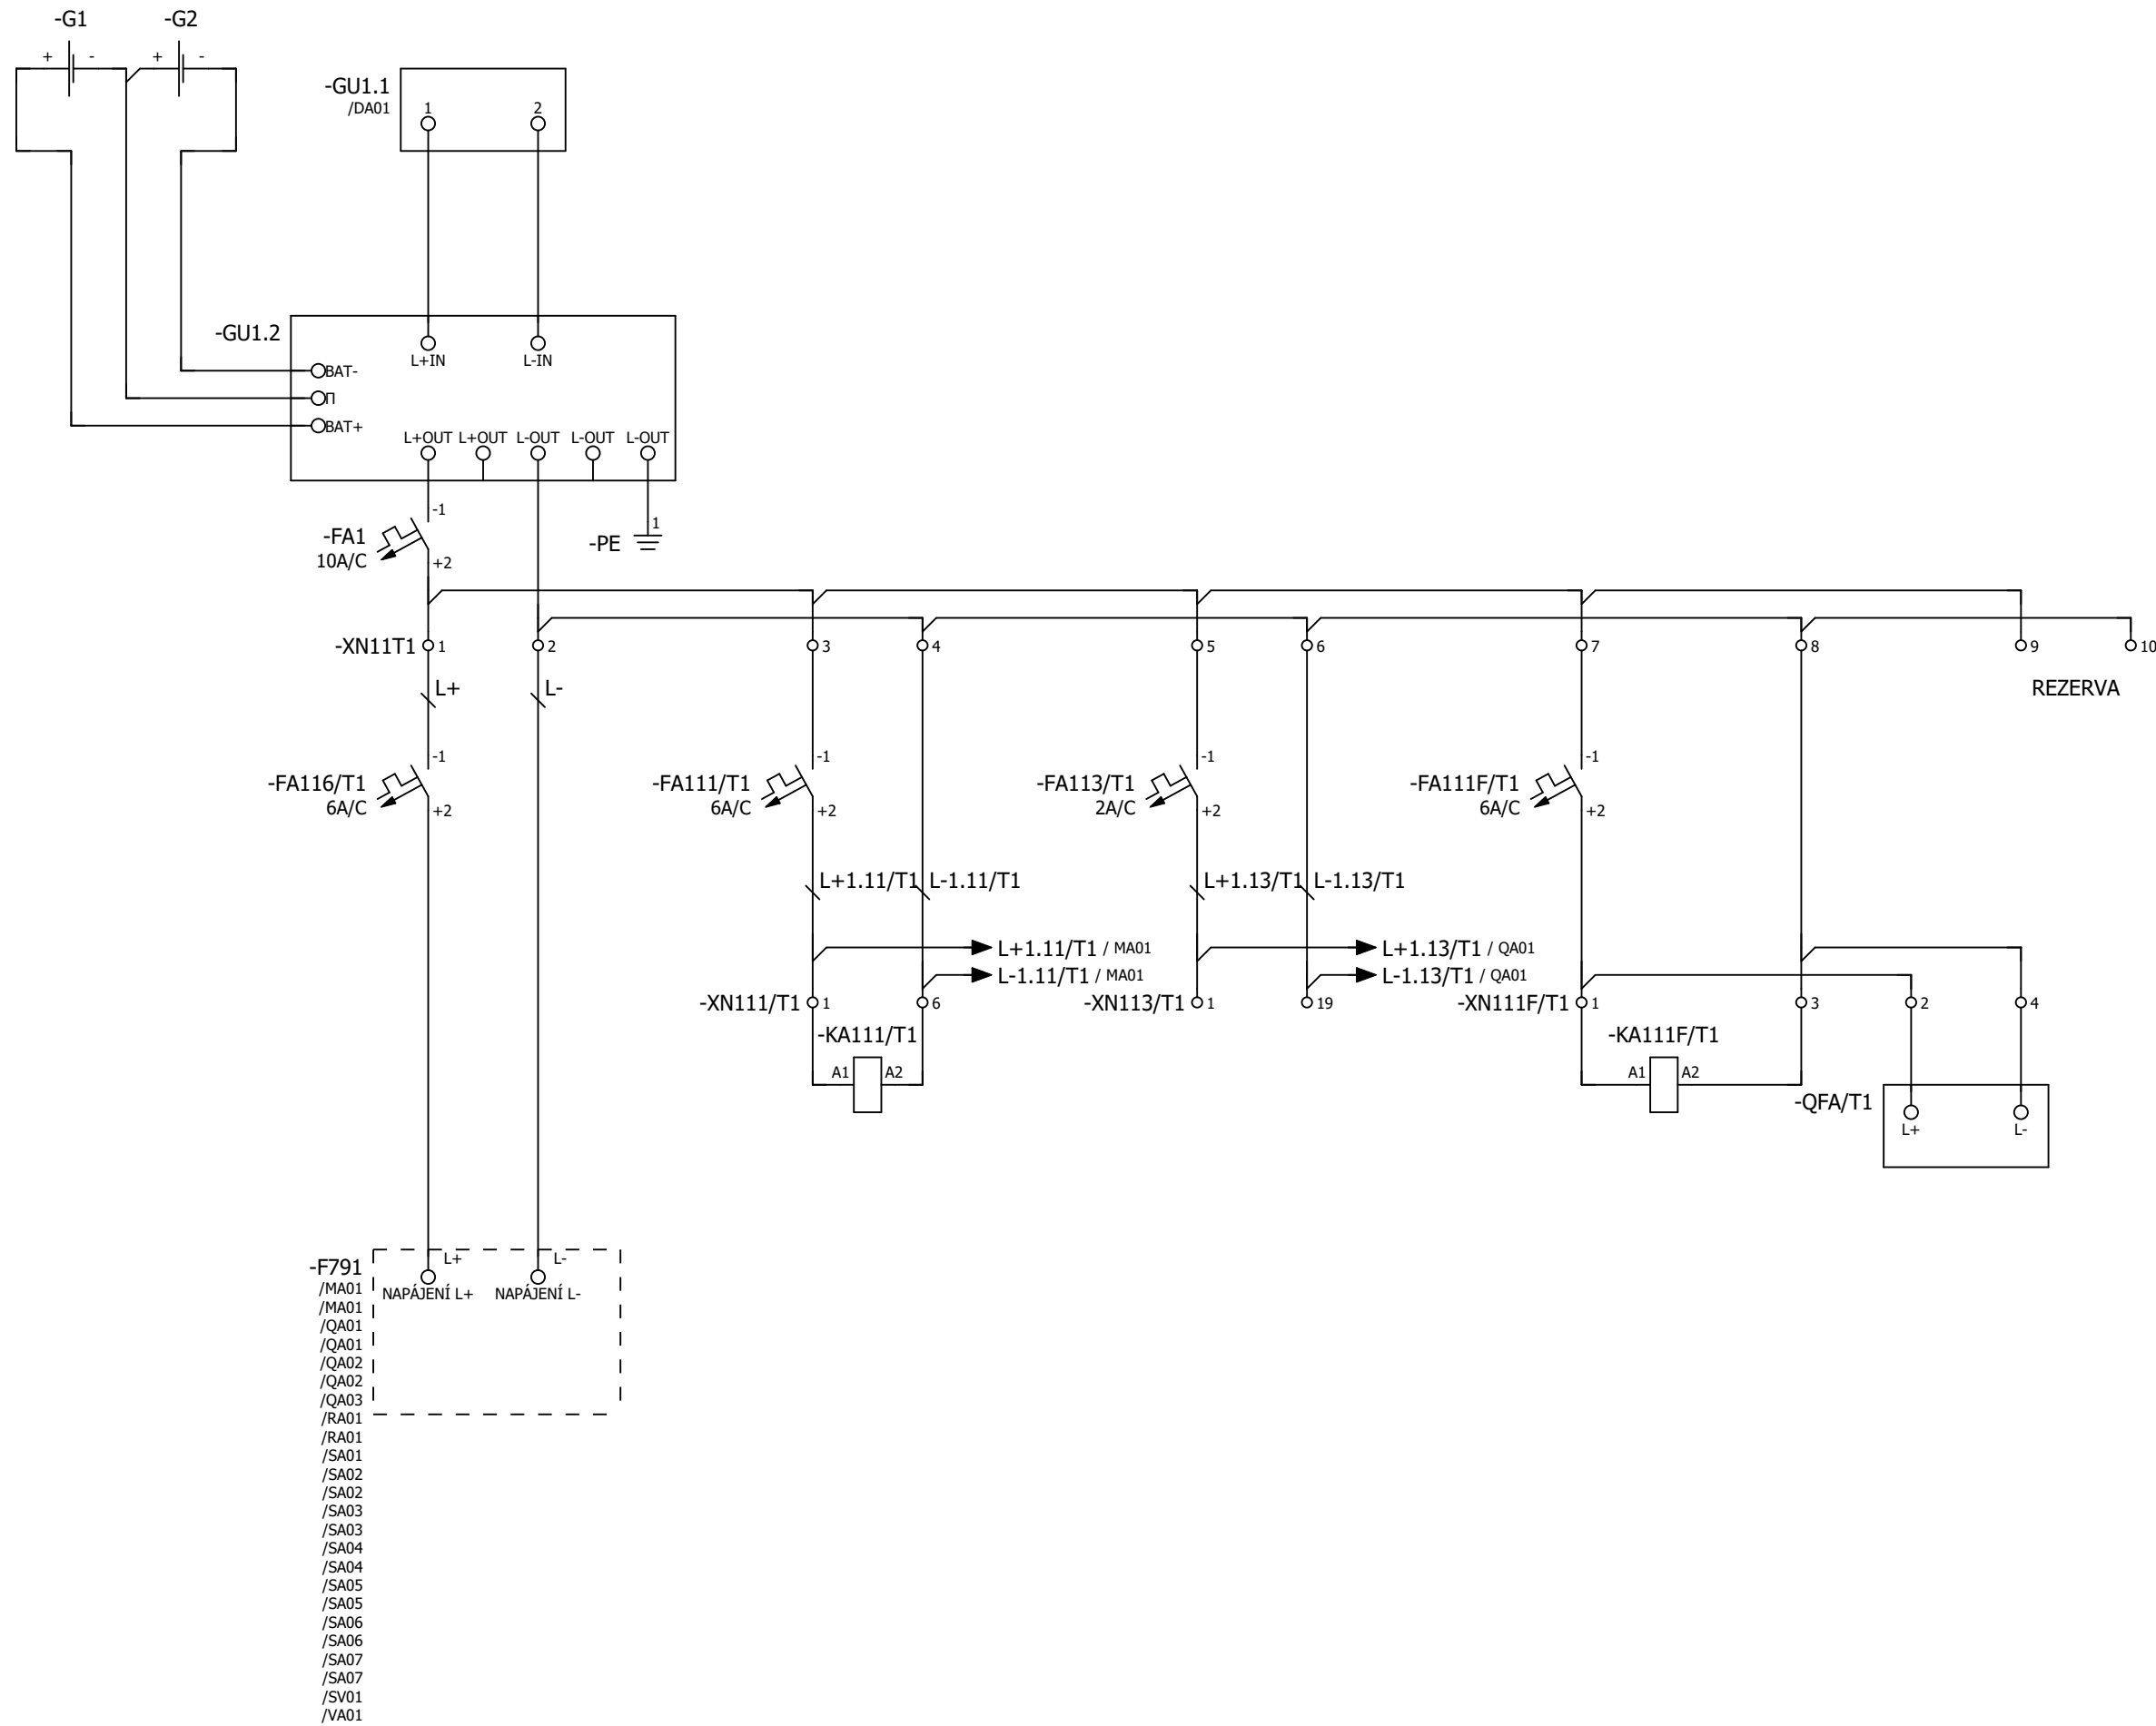 -G1
-G2
+ - + -
-GU1.1
/DA01
1 2
-GU1.2
L+IN L-IN
BAT-
П
BAT+
L+OUT L+OUT L-OUT L-OUT L-OUT
-1
-FA1
10A/C
+2
-PE
1
-XN11T1 1 2 3 4 5 6 7 8 9 10
L+ L- REZERVA
-1 -1 -1 -1
-FA116/T1 -FA111/T1 -FA113/T1 -FA111F/T1
6A/C 6A/C 2A/C 6A/C
+2 +2 +2 +2
L+1.11/T1 L-1.11/T1 L+1.13/T1 L-1.13/T1
L+1.11/T1 / MA01 L+1.13/T1 / QA01
L-1.11/T1 / MA01 L-1.13/T1 / QA01
-XN111/T1 1 6 -XN113/T1 1 19 -XN111F/T1 1 3 2 4
-KA111/T1 -KA111F/T1
A1 A2 A1 A2
-QFA/T1
L+ L-
-F791
L+ L-
NAPÁJENÍ L+ NAPÁJENÍ L-
/MA01
/MA01
/QA01
/QA01
/QA02
/QA02
/QA03
/RA01
/RA01
/SA01
/SA02
/SA02
/SA03
/SA03
/SA04
/SA04
/SA05
/SA05
/SA06
/SA06
/SA07
/SA07
/SV01
/VA01